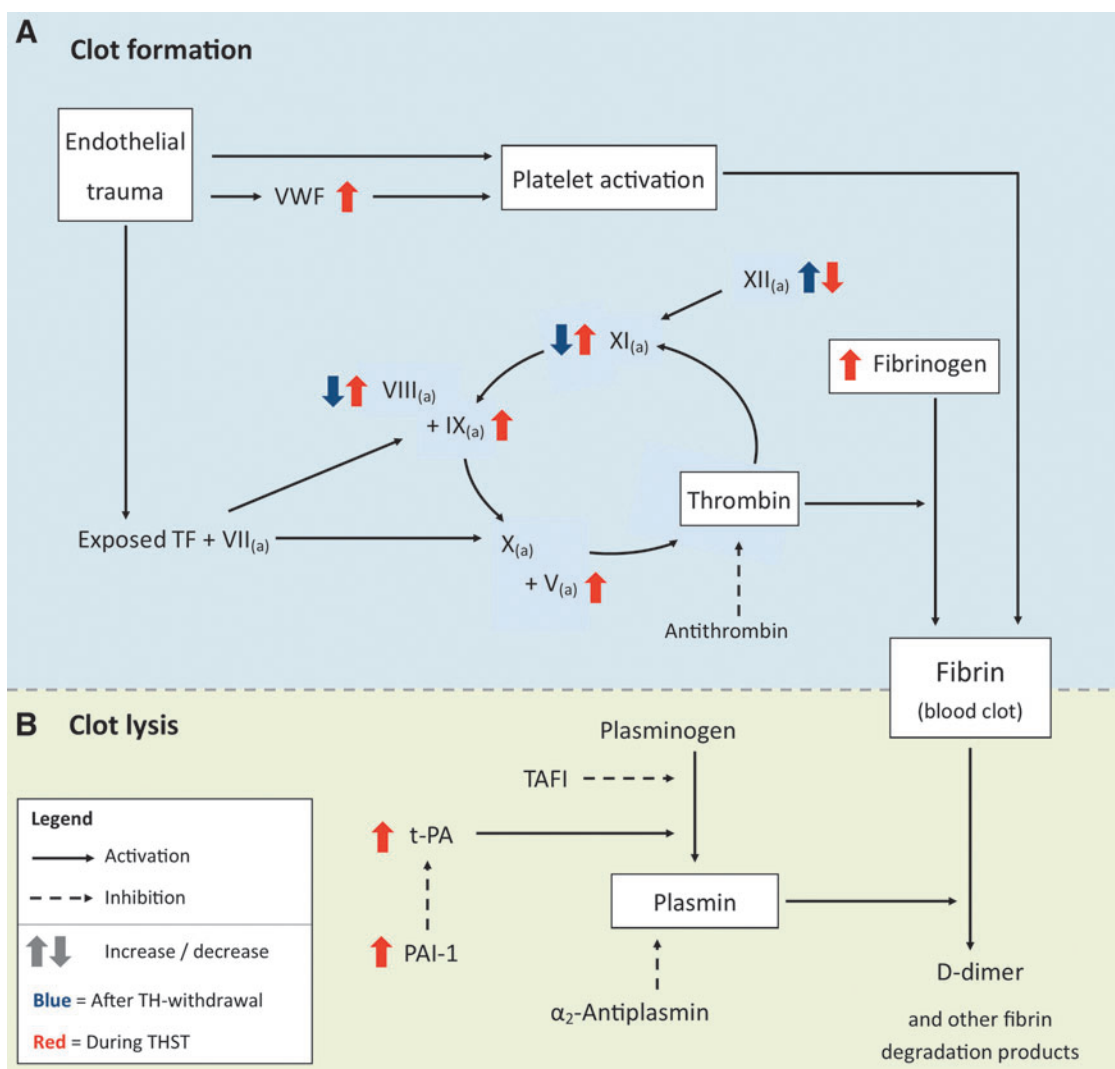 A
Clot formation
Endothelial
trauma
VWF
Platelet activation
XII(a)
XI(a)
Fibrinogen
VIII(a)
+ IX(a)
Thrombin
Exposed TF + VII(a)
X(a)
+ V(a)
Antithrombin
Fibrin
(blood clot)
B
Clot lysis
Plasminogen
TAFI
t-PA
Plasmin
PAI-1
α2-Antiplasmin
D-dimer
and other fibrin
degradation products
Legend
Activation
Inhibition
Increase / decrease
Blue = After TH-withdrawal
Red = During THST